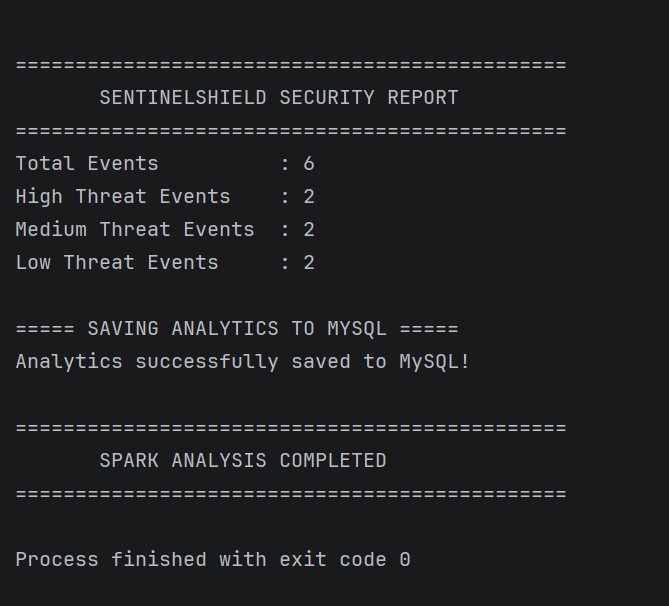 ==============================================
       SENTINELSHIELD SECURITY REPORT
==============================================
Total Events          : 6
High Threat Events    : 2
Medium Threat Events  : 2
Low Threat Events     : 2
===== SAVING ANALYTICS TO MYSQL =====
Analytics successfully saved to MySQL!
==============================================
       SPARK ANALYSIS COMPLETED
==============================================
Process finished with exit code 0